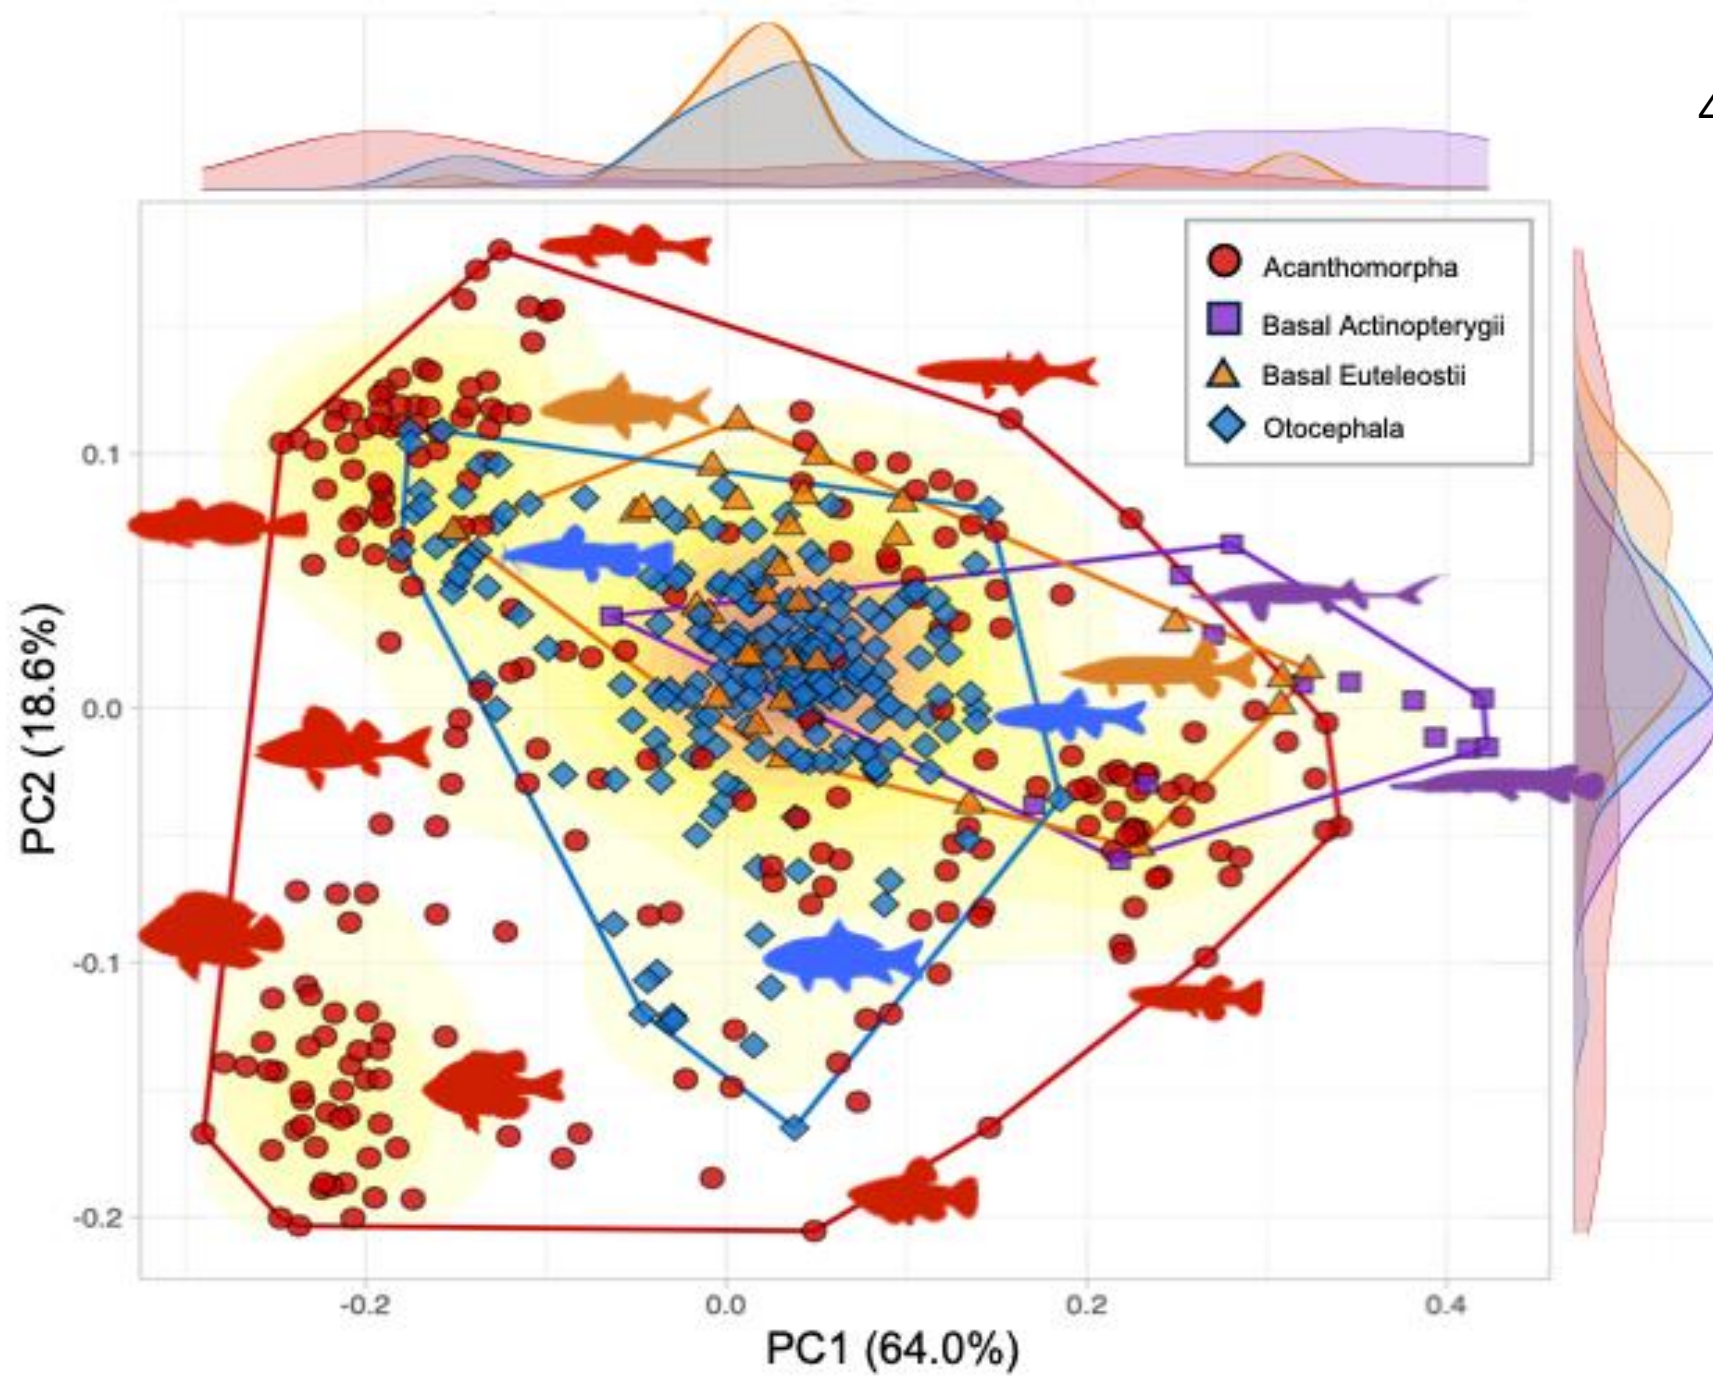 Acanthomorpha
Basal Actinopterygii
Basal Euteleostii
Otocephala
0.1
0.0
-0.1
-0.2
PC2 (18.6%)
-0.2
0.0
0.2
0.4
PC1 (64.0%)